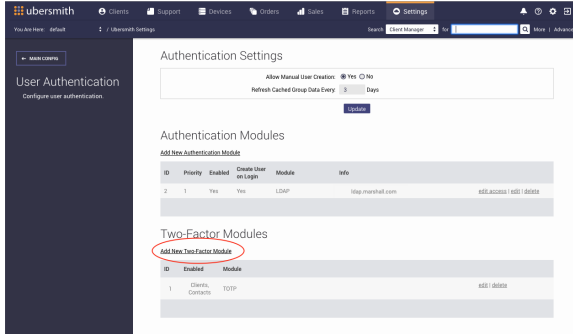 ubersmith
Clients
Support
Devices
Orders
Sales
Reports
Settings
You Are Here: default / Ubersmith Settings
Search Client Manager for
More | Advance
← MAIN CONFIG
User Authentication
Configure user authentication.
Authentication Settings
Allow Manual User Creation: Yes No
Refresh Cached Group Data Every: 3 Days
Update
Authentication Modules
Add New Authentication Module
ID Priority Enabled Create User on Login Module Info
2 1 Yes Yes LDAP ldap.marshall.com edit access | edit | delete
Two-Factor Modules
Add New Two-Factor Module
ID Enabled Module
1 Clients, Contacts TOTP edit | delete